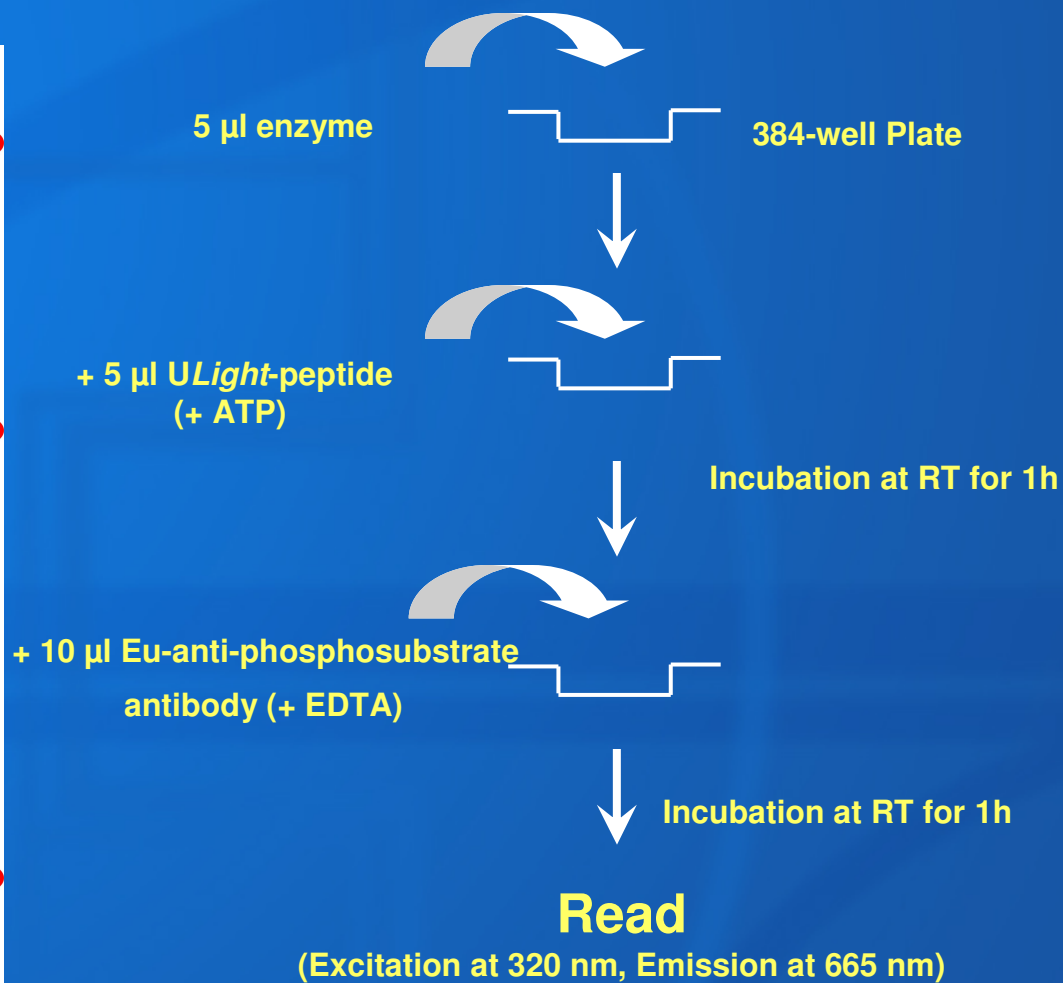 5 µl enzyme
384-well Plate
+ 5 µl ULight-peptide
(+ ATP)
Incubation at RT for 1h
+ 10 µl Eu-anti-phosphosubstrate
antibody (+ EDTA)
Incubation at RT for 1h
Read
(Excitation at 320 nm, Emission at 665 nm)